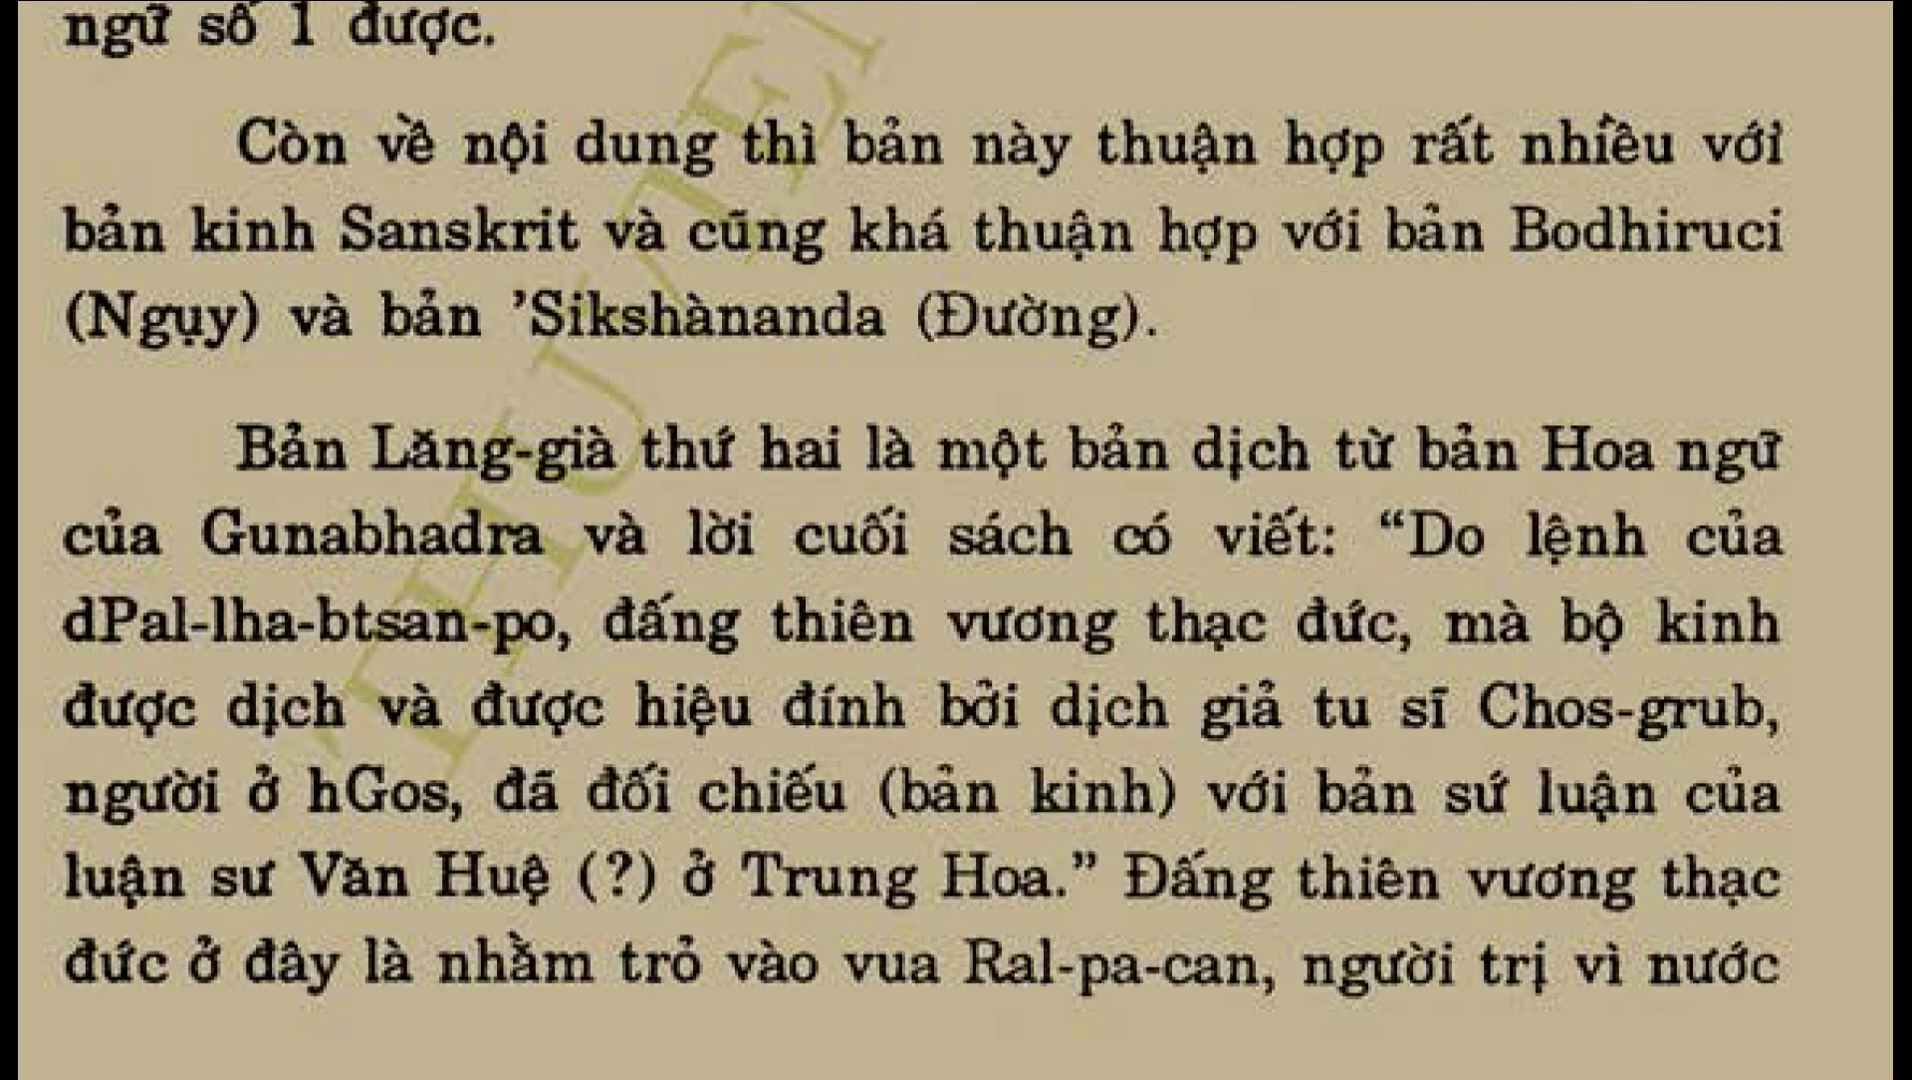 ngữ số 1 được.
Còn về nội dung thì bản này thuận hợp rất nhiều với
bản kinh Sanskrit và cũng khá thuận hợp với bản Bodhiruci
(Ngụy) và bản ’Sikshànanda (Đường).
Bản Lăng-già thứ hai là một bản dịch từ bản Hoa ngữ
của Gunabhadra và lời cuối sách có viết: “Do lệnh của
dPal-lha-btsan-po, đấng thiên vương thạc đức, mà bộ kinh
được dịch và được hiệu đính bởi dịch giả tu sĩ Chos-grub,
người ở hGos, đã đối chiếu (bản kinh) với bản sứ luận của
luận sư Văn Huệ (?) ở Trung Hoa.” Đấng thiên vương thạc
đức ở đây là nhằm trỏ vào vua Ral-pa-can, người trị vì nước